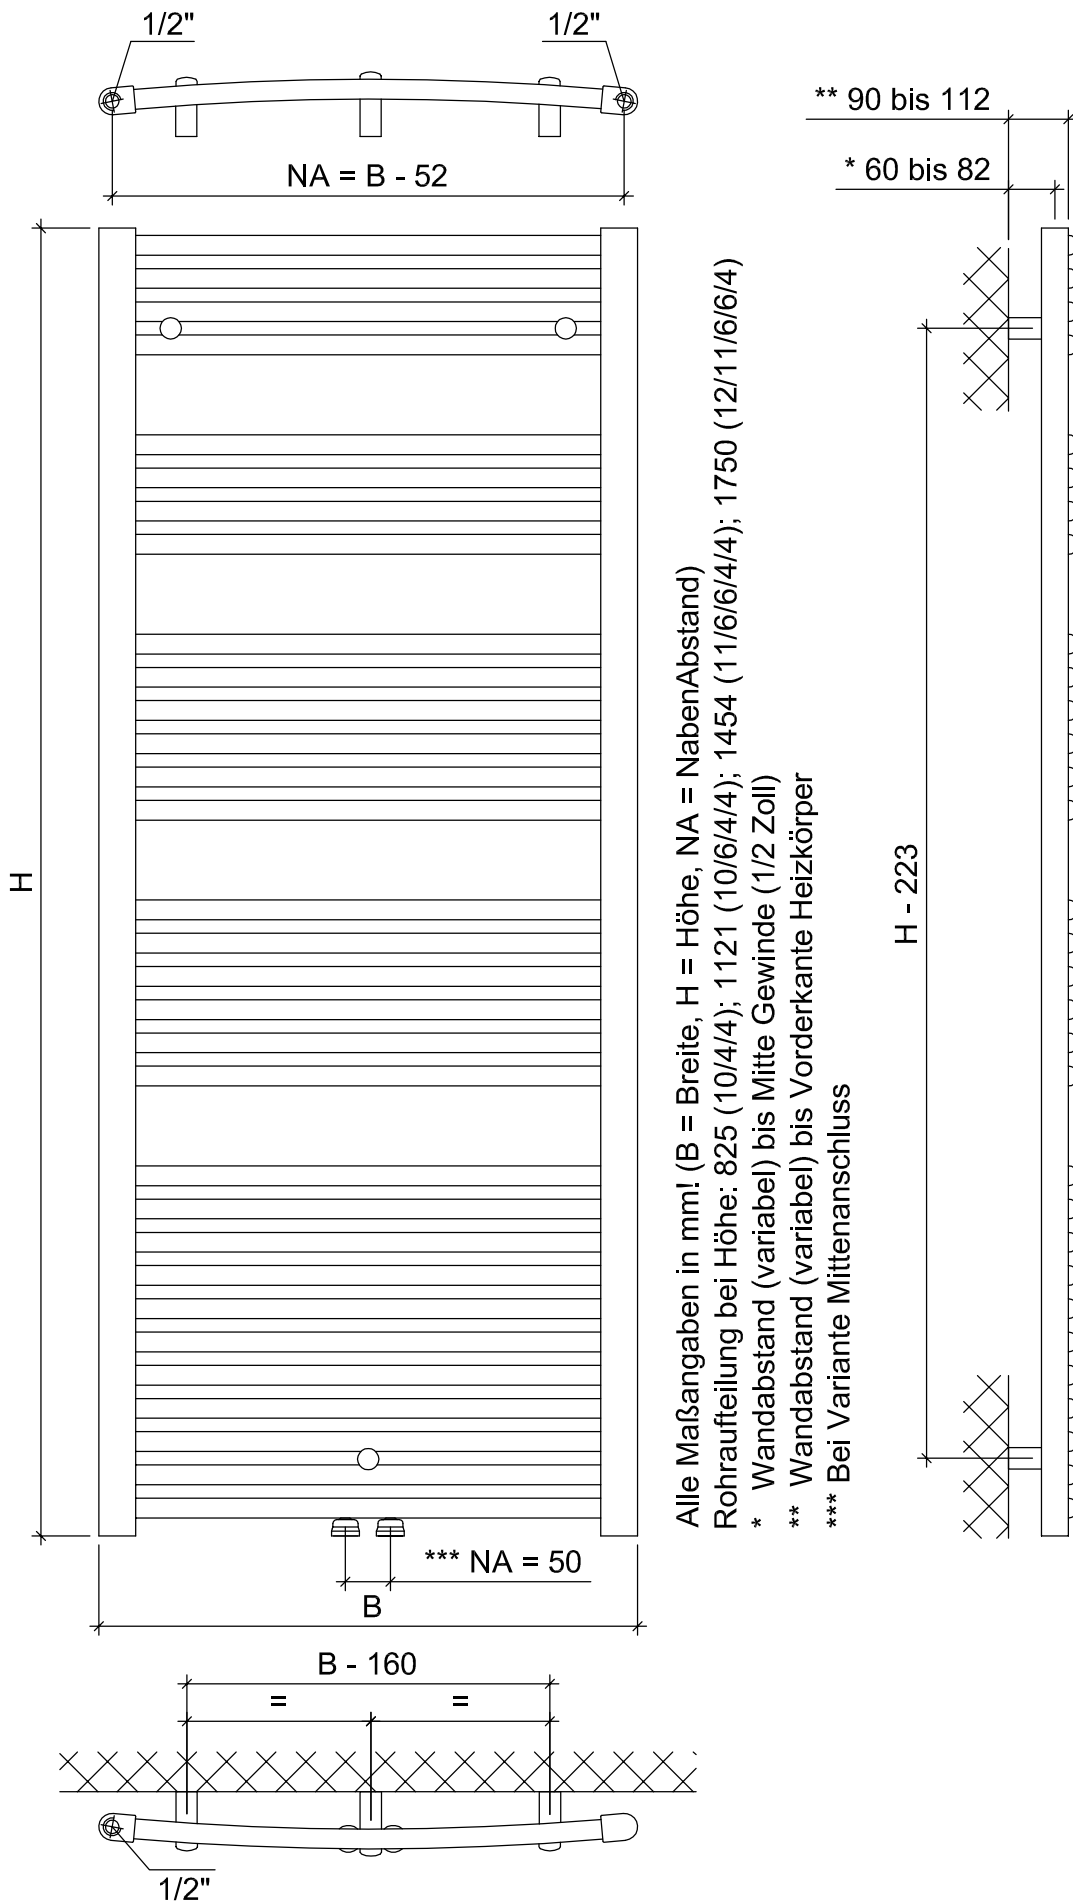 1/2"
1/2"
NA = B - 52
** 90 bis 112
* 60 bis 82
H
H - 223
Alle Maßangaben in mm! (B = Breite, H = Höhe, NA = NabenAbstand)
Rohraufteilung bei Höhe: 825 (10/4/4); 1121 (10/6/4/4); 1454 (11/6/6/4/4); 1750 (12/11/6/6/4)
* Wandabstand (variabel) bis Mitte Gewinde (1/2 Zoll)
** Wandabstand (variabel) bis Vorderkante Heizkörper
*** Bei Variante Mittenanschluss
*** NA = 50
B
B - 160
= =
1/2"